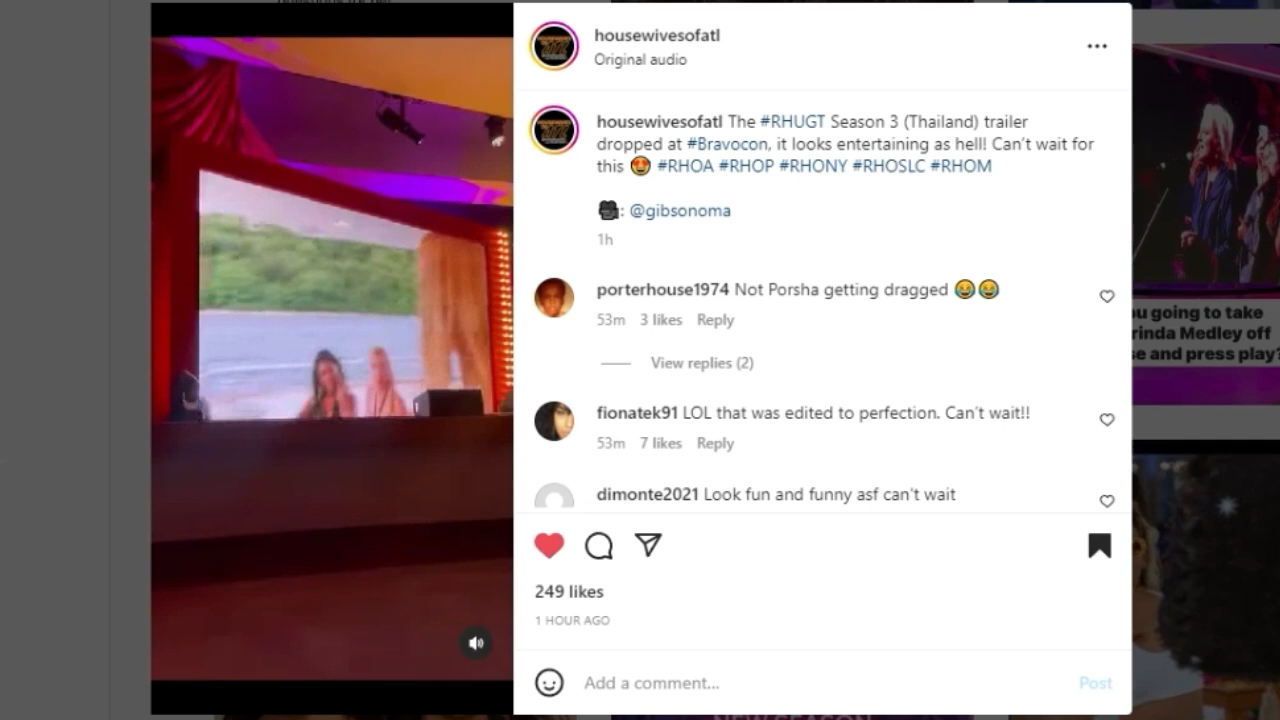 housewivesofatl
Original audio
housewivesofatl The #RHUGT Season 3 (Thailand) trailer
dropped at #Bravocon, it looks entertaining as hell! Can't wait for
this 😍 #RHOA #RHOP #RHONY #RHOSLC #RHOM
🎥: @gibsonoma
1h
porterhouse1974 Not Porsha getting dragged 😂😂
53m 3 likes Reply
View replies (2)
fionatek91 LOL that was edited to perfection. Can't wait!!
53m 7 likes Reply
dimonte2021 Look fun and funny asf can't wait
249 likes
1 HOUR AGO
Add a comment...
Post
u going to take
rinda Medley off
e and press play?
NEW SEASON